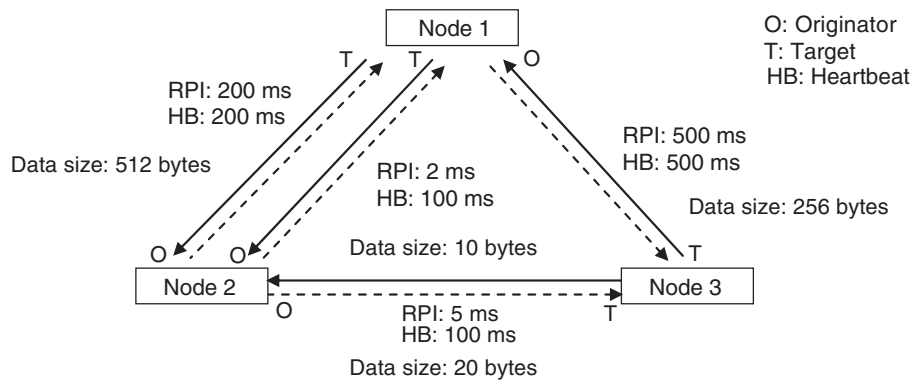 Node 1
O: Originator
T: Target
HB: Heartbeat
T
T
O
RPI: 200 ms
HB: 200 ms
RPI: 500 ms
HB: 500 ms
Data size: 512 bytes
RPI: 2 ms
HB: 100 ms
Data size: 256 bytes
O
O
Data size: 10 bytes
T
Node 2
Node 3
O
RPI: 5 ms
HB: 100 ms
T
Data size: 20 bytes